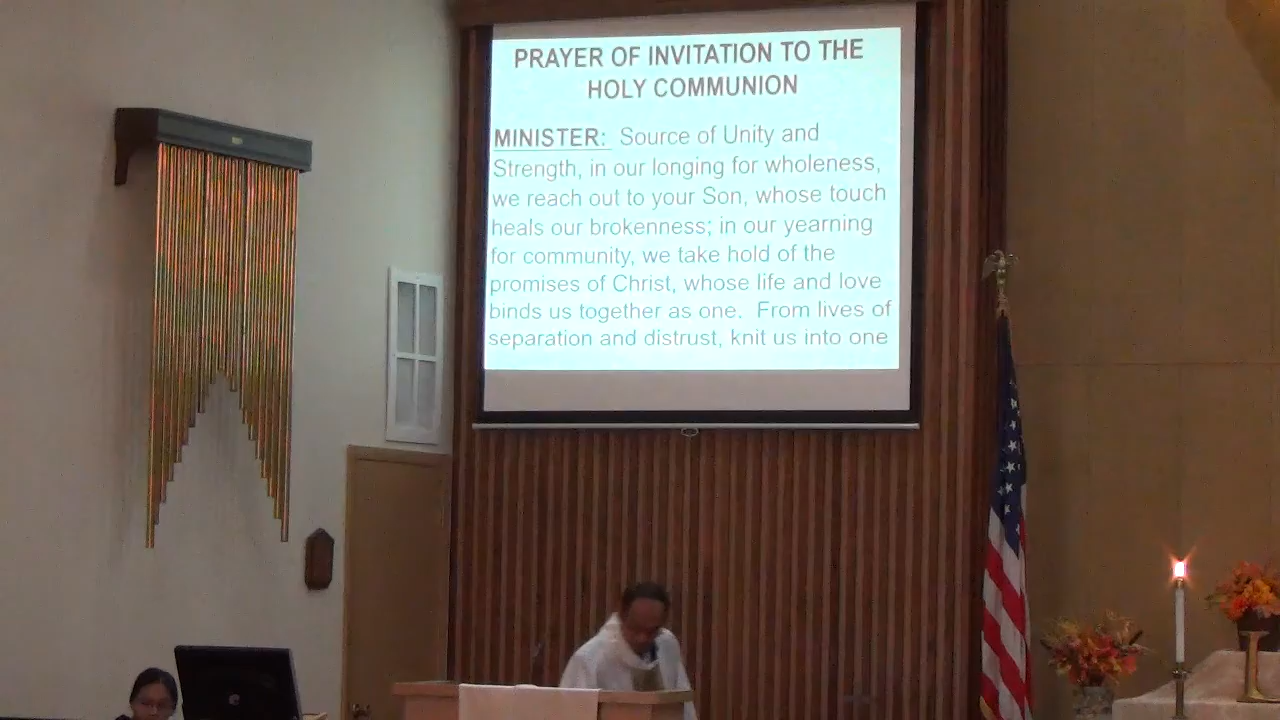 PRAYER OF INVITATION TO THE
HOLY COMMUNION
MINISTER: Source of Unity and
Strength, in our longing for wholeness,
we reach out to your Son, whose touch
heals our brokenness; in our yearning
for community, we take hold of the
promises of Christ, whose life and love
binds us together as one. From lives of
separation and distrust, knit us into one